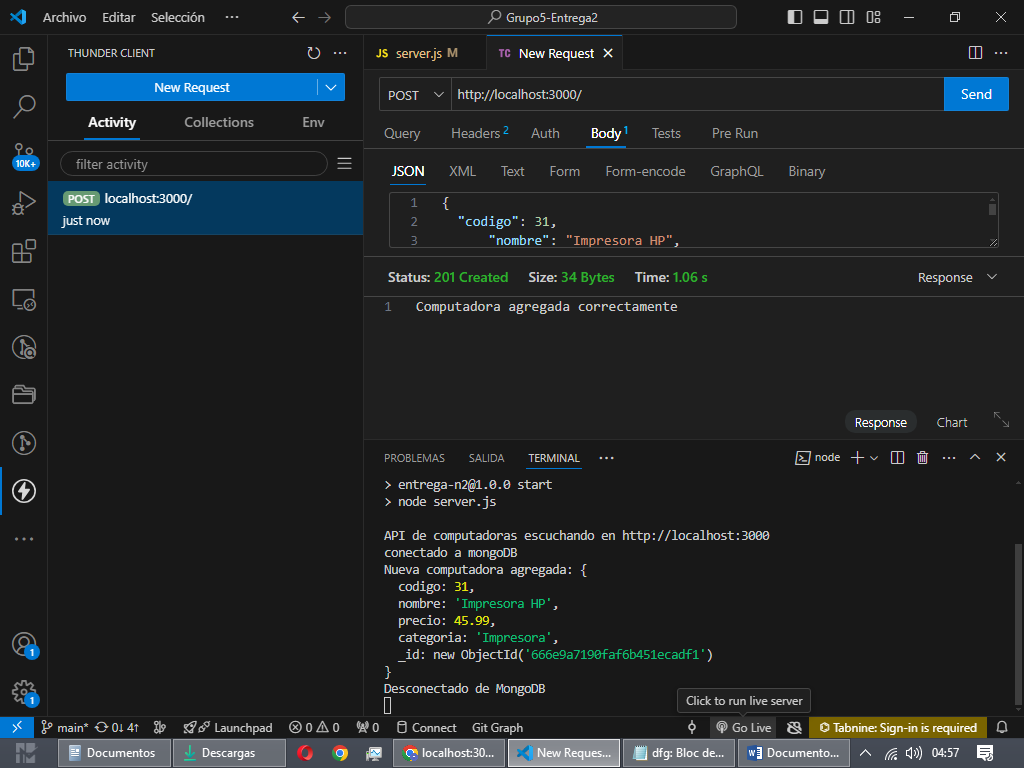 Archivo Editar Selección ··· Grupo5-Entrega2
THUNDER CLIENT ···
JS server.js M TC New Request ···
New Request
Activity Collections Env
filter activity
POST localhost:3000/
just now
POST http://localhost:3000/ Send
Query Headers 2 Auth Body 1 Tests Pre Run
JSON XML Text Form Form-encode GraphQL Binary
1 {
2 "codigo": 31,
3 "nombre": "Impresora HP",
Status: 201 Created Size: 34 Bytes Time: 1.06 s Response
1 Computadora agregada correctamente
Response Chart
PROBLEMAS SALIDA TERMINAL ··· node ···
> entrega-n2@1.0.0 start
> node server.js
API de computadoras escuchando en http://localhost:3000
conectado a mongoDB
Nueva computadora agregada: {
codigo: 31,
nombre: 'Impresora HP',
precio: 45.99,
categoria: 'Impresora',
_id: new ObjectId('666e9a7190faf6b451ecadf1')
}
Desconectado de MongoDB
10K+
1
1
Click to run live server
main* 0↓ 4↑ Launchpad 0 0 0 Connect Git Graph Go Live Tabnine: Sign-in is required
Documentos Descargas localhost:30... New Reques... dfg: Bloc de... Documento... 04:57